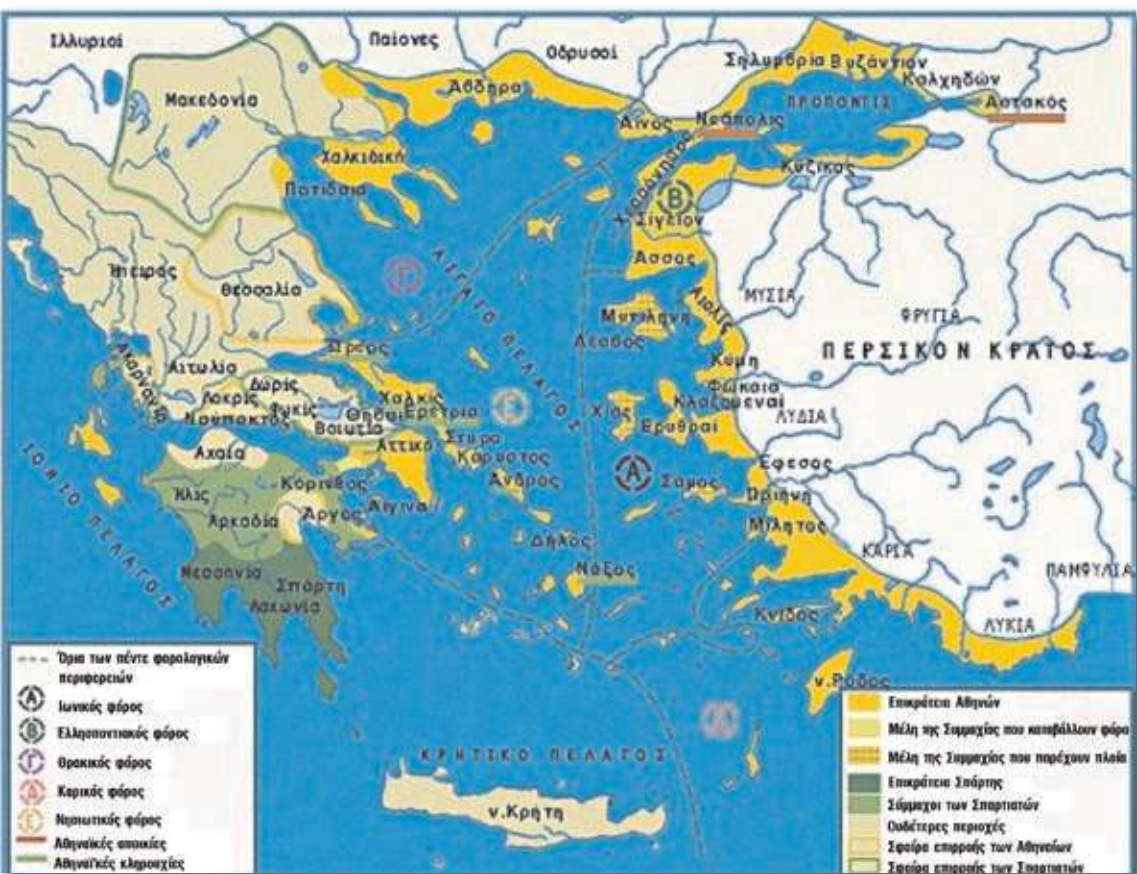 Ιλλυριοί
Παίονες
Οδρυσοί
Σηλυμβρία Βυζάντιον
Καλχηδών
Αστακός
ΠΡΟΠΟΝΤΙΣ
Μακεδονία
Άβδηρα
Αίνος
Νεάπολις
Χαλκιδική
Κύζικος
Ποτίδαια
Β
Σίγειον
Άσσος
Ήπειρος
Θεσσαλία
Γ
ΑΙΓΑΙΟ ΠΕΛΑΓΟΣ
ΜΥΣΙΑ
Αιολίς
ΦΡΥΓΙΑ
Μυτιλήνη
Λέσβος
Ωρεός
ΠΕΡΣΙΚΟΝ ΚΡΑΤΟΣ
Ακαρνανία
Αιτωλία
Κύμη
Δωρίς
Φώκαια
Λοκρίς
Χαλκίς
Κλαζομεναί
Ναύπακτος
Φωκίς
Ερέτρια
Χίος
ΛΥΔΙΑ
Βοιωτία
Ερυθραί
Στύρα
Αττική
Αχαΐα
Κάρυστος
Έφεσος
ΙΟΝΙΟ ΠΕΛΑΓΟΣ
Κόρινθος
Άνδρος
Α
Σάμος
Ήλις
Πριήνη
Αίγινα
Άργος
Αρκαδία
Μίλητος
Δήλος
ΚΑΡΙΑ
Μεσσηνία
Νάξος
ΠΑΜΦΥΛΙΑ
Σπάρτη
Λακωνία
Κνίδος
ΛΥΚΙΑ
ν.Ρόδος
Δ
ΚΡΗΤΙΚΟ ΠΕΛΑΓΟΣ
ν.Κρήτη
Όρια των πέντε φορολογικών
περιφερειών
Α Ιωνικός φόρος
Β Ελλησποντιακός φόρος
Γ Θρακικός φόρος
Δ Καρικός φόρος
Ε Νησιωτικός φόρος
Αθηναϊκές αποικίες
Αθηναϊκές κληρουχίες
Επικράτεια Αθηνών
Μέλη της Συμμαχίς που καταβάλλουν φόρο
Μέλη της Συμμαχίς που παρέχουν πλοία
Επικράτεια Σπάρτης
Σύμμαχοι των Σπαρτιατών
Ουδέτερες περιοχές
Σφαίρα επιρροής των Αθηναίων
Σφαίρα επιρροής των Σπαρτιατών